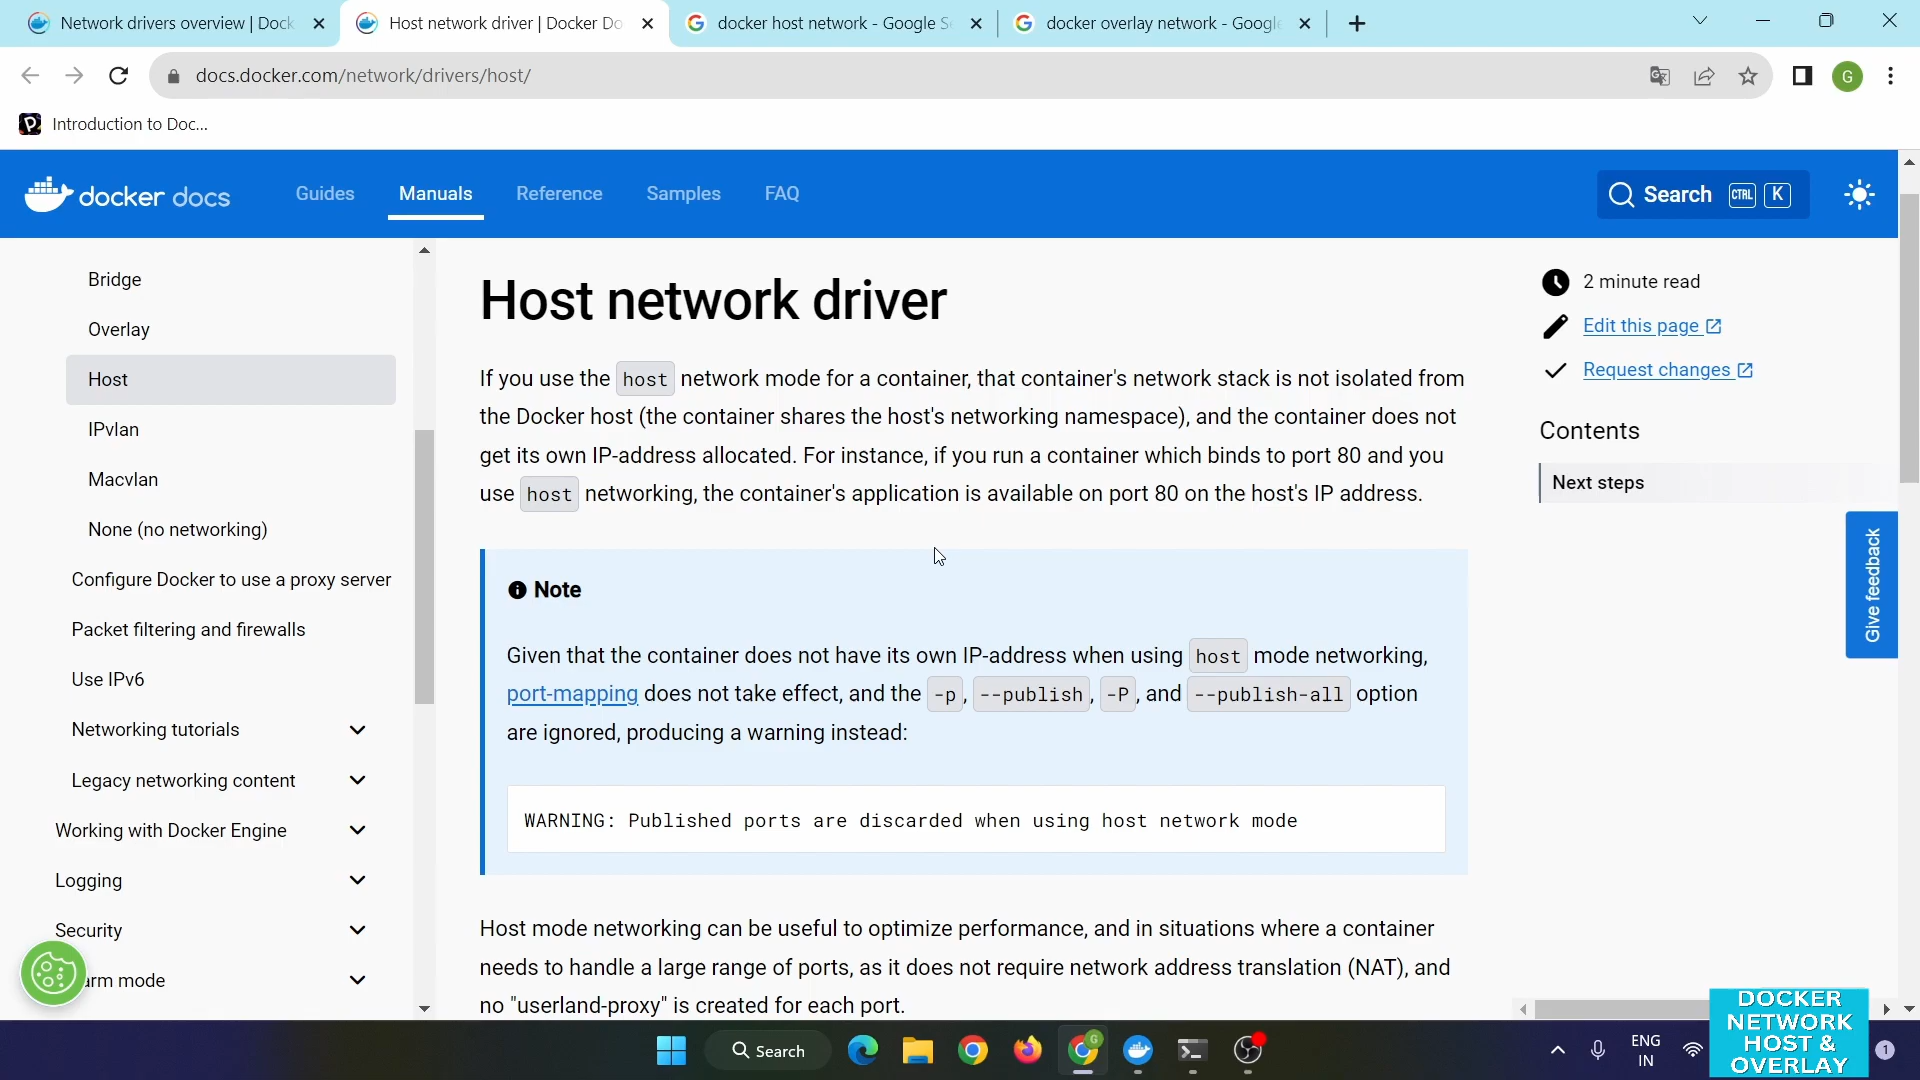 Network drivers overview | Dock
Host network driver | Docker Do
docker host network - Google Se
docker overlay network - Google
docs.docker.com/network/drivers/host/
G
Introduction to Doc...
docker docs
Guides
Manuals
Reference
Samples
FAQ
Search CTRL K
Bridge
Overlay
Host
IPvlan
Macvlan
None (no networking)
Configure Docker to use a proxy server
Packet filtering and firewalls
Use IPv6
Networking tutorials
Legacy networking content
Working with Docker Engine
Logging
Security
arm mode
Host network driver
If you use the host network mode for a container, that container's network stack is not isolated from
the Docker host (the container shares the host's networking namespace), and the container does not
get its own IP-address allocated. For instance, if you run a container which binds to port 80 and you
use host networking, the container's application is available on port 80 on the host's IP address.
Note
Given that the container does not have its own IP-address when using host mode networking,
port-mapping does not take effect, and the -p, --publish, -P, and --publish-all option
are ignored, producing a warning instead:
WARNING: Published ports are discarded when using host network mode
Host mode networking can be useful to optimize performance, and in situations where a container
needs to handle a large range of ports, as it does not require network address translation (NAT), and
no "userland-proxy" is created for each port.
2 minute read
Edit this page
Request changes
Contents
Next steps
Give feedback
Search
G
ENG
IN
DOCKER
NETWORK
HOST &
OVERLAY
1